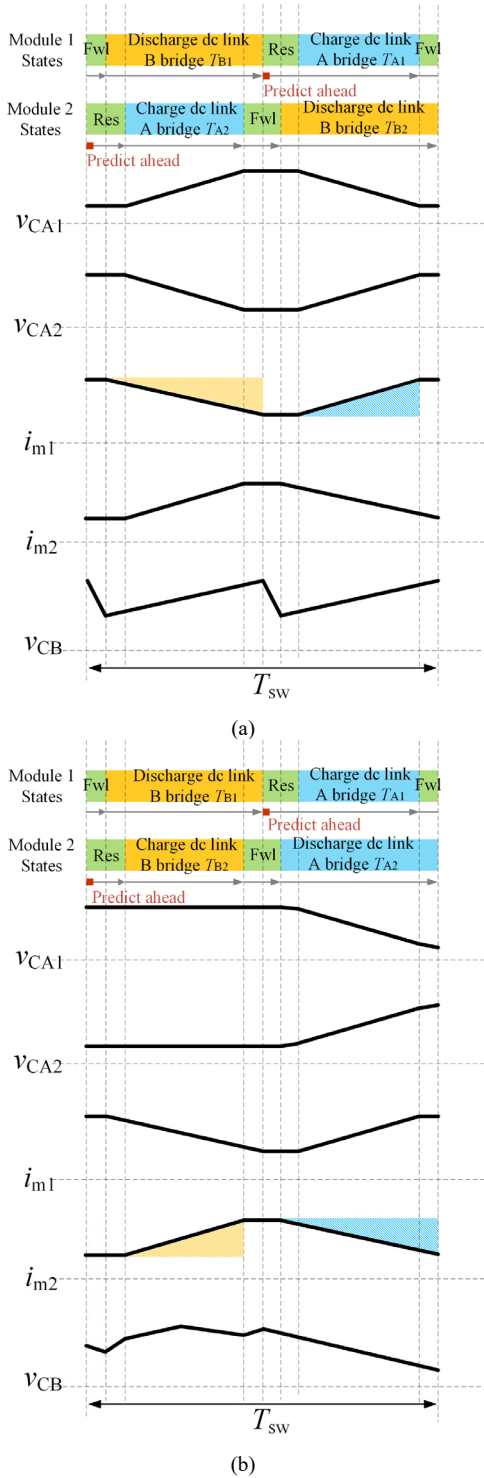 Module 1
States
Fwl
Discharge dc link
B bridge TB1
Res
Charge dc link
A bridge TA1
Fwl
Predict ahead
Module 2
States
Res
Charge dc link
A bridge TA2
Fwl
Discharge dc link
B bridge TB2
Predict ahead
vCA1
vCA2
im1
im2
vCB
Tsw
(a)
Module 1
States
Fwl
Discharge dc link
B bridge TB1
Res
Charge dc link
A bridge TA1
Fwl
Predict ahead
Module 2
States
Res
Charge dc link
B bridge TB2
Fwl
Discharge dc link
A bridge TA2
Predict ahead
vCA1
vCA2
im1
im2
vCB
Tsw
(b)